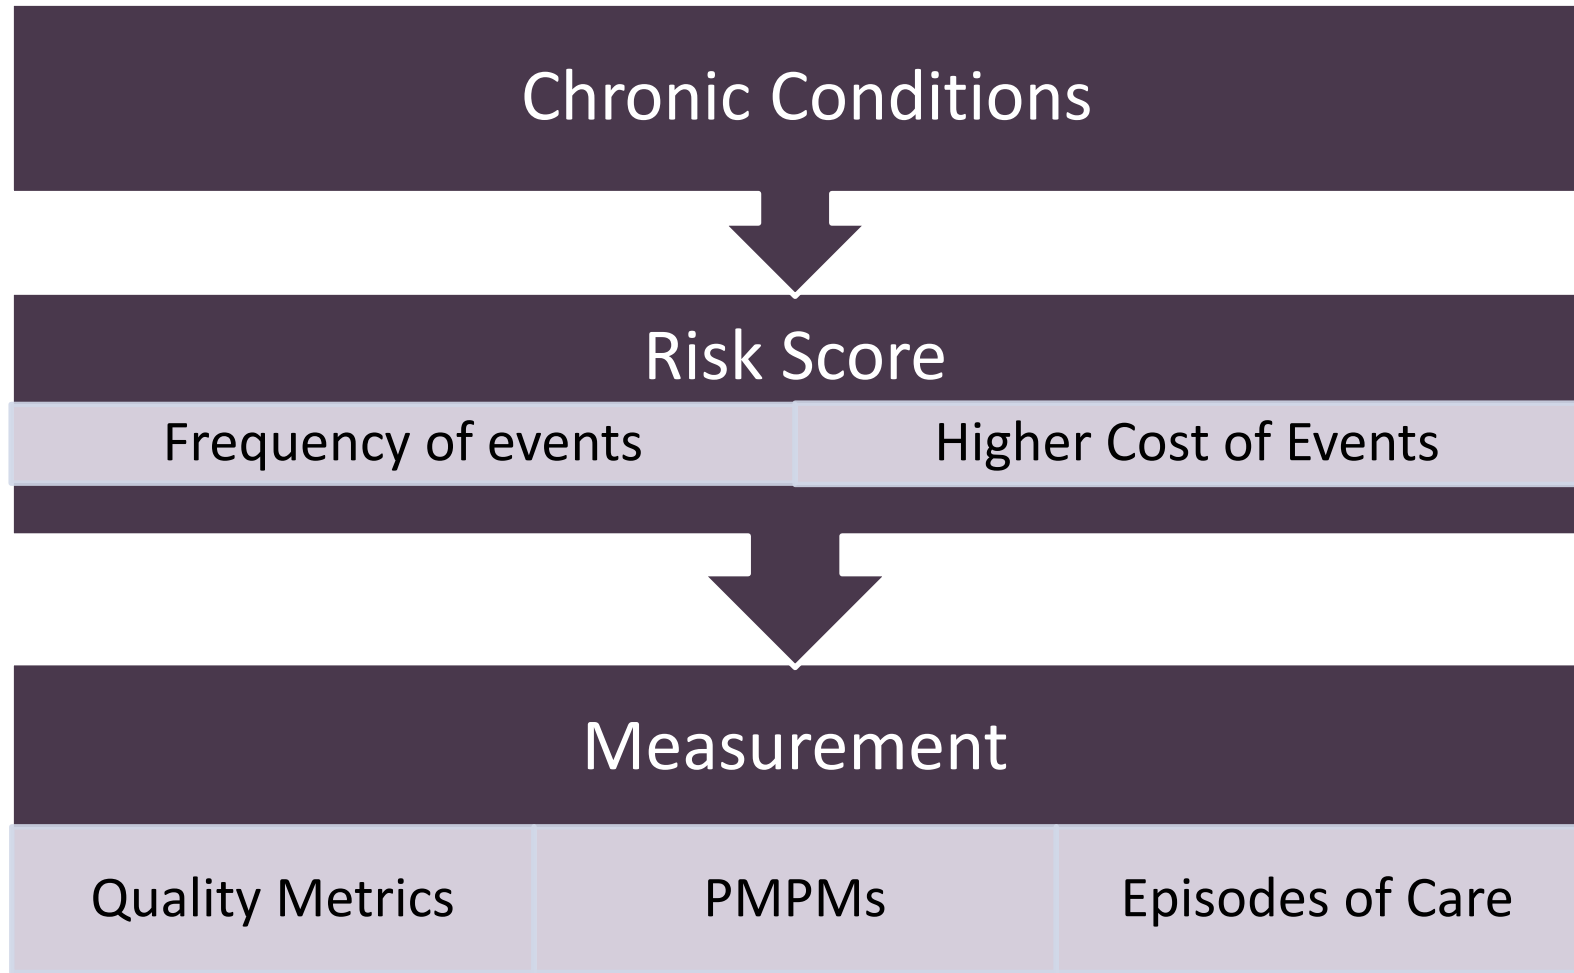 Chronic Conditions
Risk Score
Frequency of events
Higher Cost of Events
Measurement
Quality Metrics
PMPMs
Episodes of Care